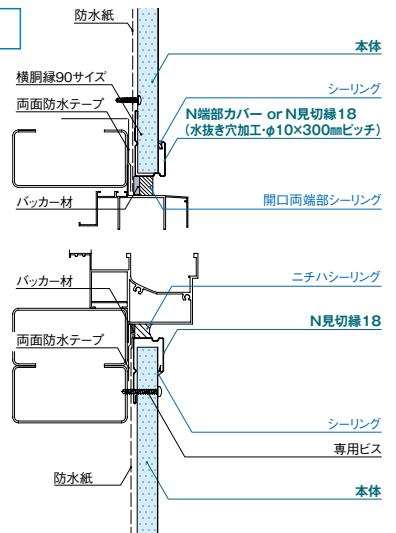 防水紙
本体
横胴縁90サイズ
シーリング
両面防水テープ
N端部カバー or N見切縁18
(水抜き穴加工・φ10×300㎜ピッチ)
バッカー材
開口両端部シーリング
バッカー材
ニチハシーリング
N見切縁18
両面防水テープ
シーリング
専用ビス
防水紙
本体